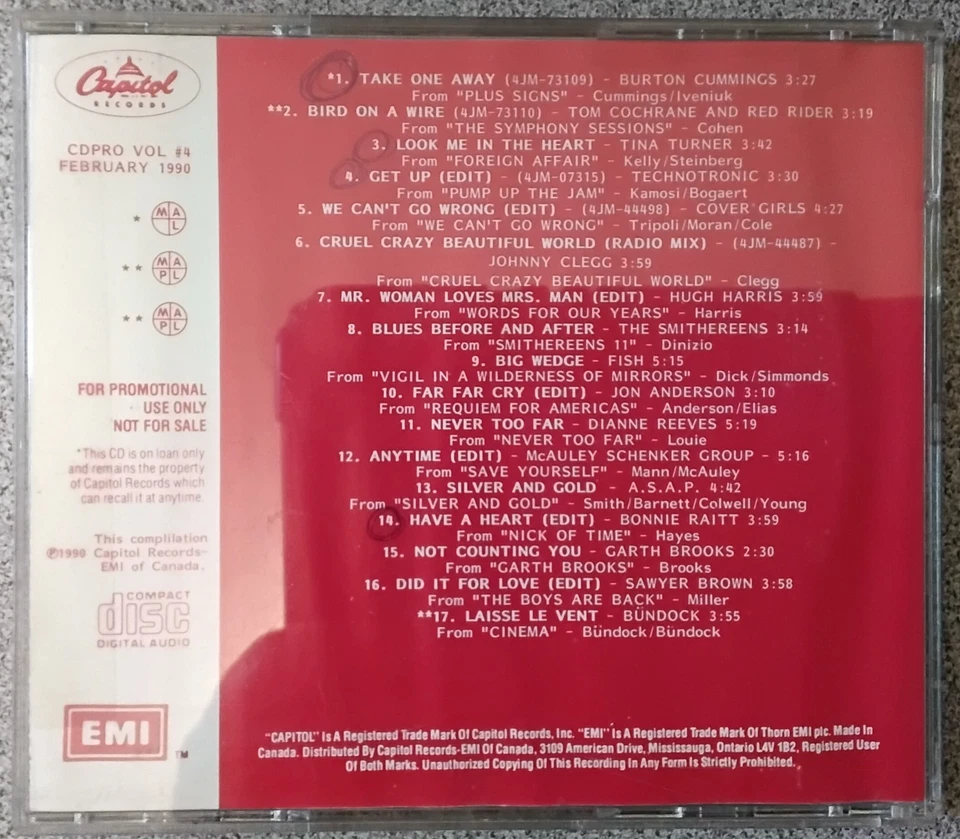 Capitol
RECORDS
CDPRO VOL #4
FEBRUARY 1990
* M A L
** M A P L
** M A P L
FOR PROMOTIONAL
USE ONLY
NOT FOR SALE
*This CD is on loan only
and remains the property
of Capitol Records which
can recall it at anytime.
This complilation
℗1990 Capitol Records-
EMI of Canada.
COMPACT
disc
DIGITAL AUDIO
EMI
TM
*1. TAKE ONE AWAY (4JM-73109) - BURTON CUMMINGS 3:27
From "PLUS SIGNS" - Cummings/Iveniuk
**2. BIRD ON A WIRE (4JM-73110) - TOM COCHRANE AND RED RIDER 3:19
From "THE SYMPHONY SESSIONS" - Cohen
3. LOOK ME IN THE HEART - TINA TURNER 3:42
From "FOREIGN AFFAIR" - Kelly/Steinberg
4. GET UP (EDIT) - (4JM-07315) - TECHNOTRONIC 3:30
From "PUMP UP THE JAM" - Kamosi/Bogaert
5. WE CAN'T GO WRONG (EDIT) - (4JM-44498) - COVER GIRLS 4:27
From "WE CAN'T GO WRONG" - Tripoli/Moran/Cole
6. CRUEL CRAZY BEAUTIFUL WORLD (RADIO MIX) - (4JM-44487) -
JOHNNY CLEGG 3:59
From "CRUEL CRAZY BEAUTIFUL WORLD" - Clegg
7. MR. WOMAN LOVES MRS. MAN (EDIT) - HUGH HARRIS 3:59
From "WORDS FOR OUR YEARS" - Harris
8. BLUES BEFORE AND AFTER - THE SMITHEREENS 3:14
From "SMITHEREENS 11" - Dinizio
9. BIG WEDGE - FISH 5:15
From "VIGIL IN A WILDERNESS OF MIRRORS" - Dick/Simmonds
10. FAR FAR CRY (EDIT) - JON ANDERSON 3:10
From "REQUIEM FOR AMERICAS" - Anderson/Elias
11. NEVER TOO FAR - DIANNE REEVES 5:19
From "NEVER TOO FAR" - Louie
12. ANYTIME (EDIT) - McAULEY SCHENKER GROUP - 5:16
From "SAVE YOURSELF" - Mann/McAuley
13. SILVER AND GOLD - A.S.A.P. 4:42
From "SILVER AND GOLD" - Smith/Barnett/Colwell/Young
14. HAVE A HEART (EDIT) - BONNIE RAITT 3:59
From "NICK OF TIME" - Hayes
15. NOT COUNTING YOU - GARTH BROOKS 2:30
From "GARTH BROOKS" - Brooks
16. DID IT FOR LOVE (EDIT) - SAWYER BROWN 3:58
From "THE BOYS ARE BACK" - Miller
**17. LAISSE LE VENT - BÜNDOCK 3:55
From "CINEMA" - Bündock/Bündock
"CAPITOL" Is A Registered Trade Mark Of Capitol Records, Inc. "EMI" Is A Registered Trade Mark Of Thorn EMI plc. Made In
Canada. Distributed By Capitol Records-EMI Of Canada, 3109 American Drive, Mississauga, Ontario L4V 1B2, Registered User
Of Both Marks. Unauthorized Copying Of This Recording In Any Form Is Strictly Prohibited.